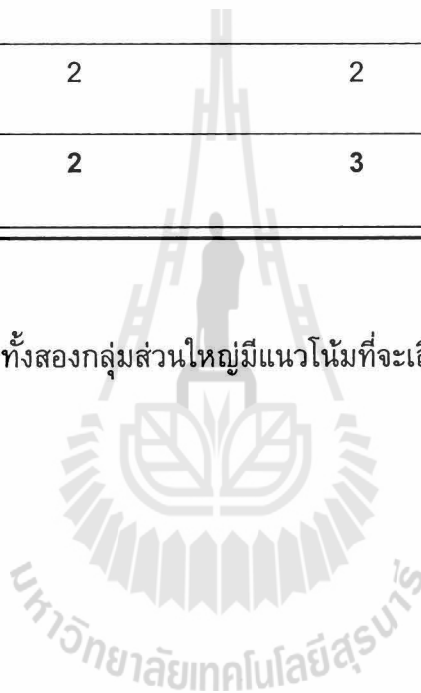 2 2
2 3
ทั้งสองกลุ่มส่วนใหญ่มีแนวโน้มที่จะ
มหาวิทยาลัยเทคโนโลยีสุรนารี